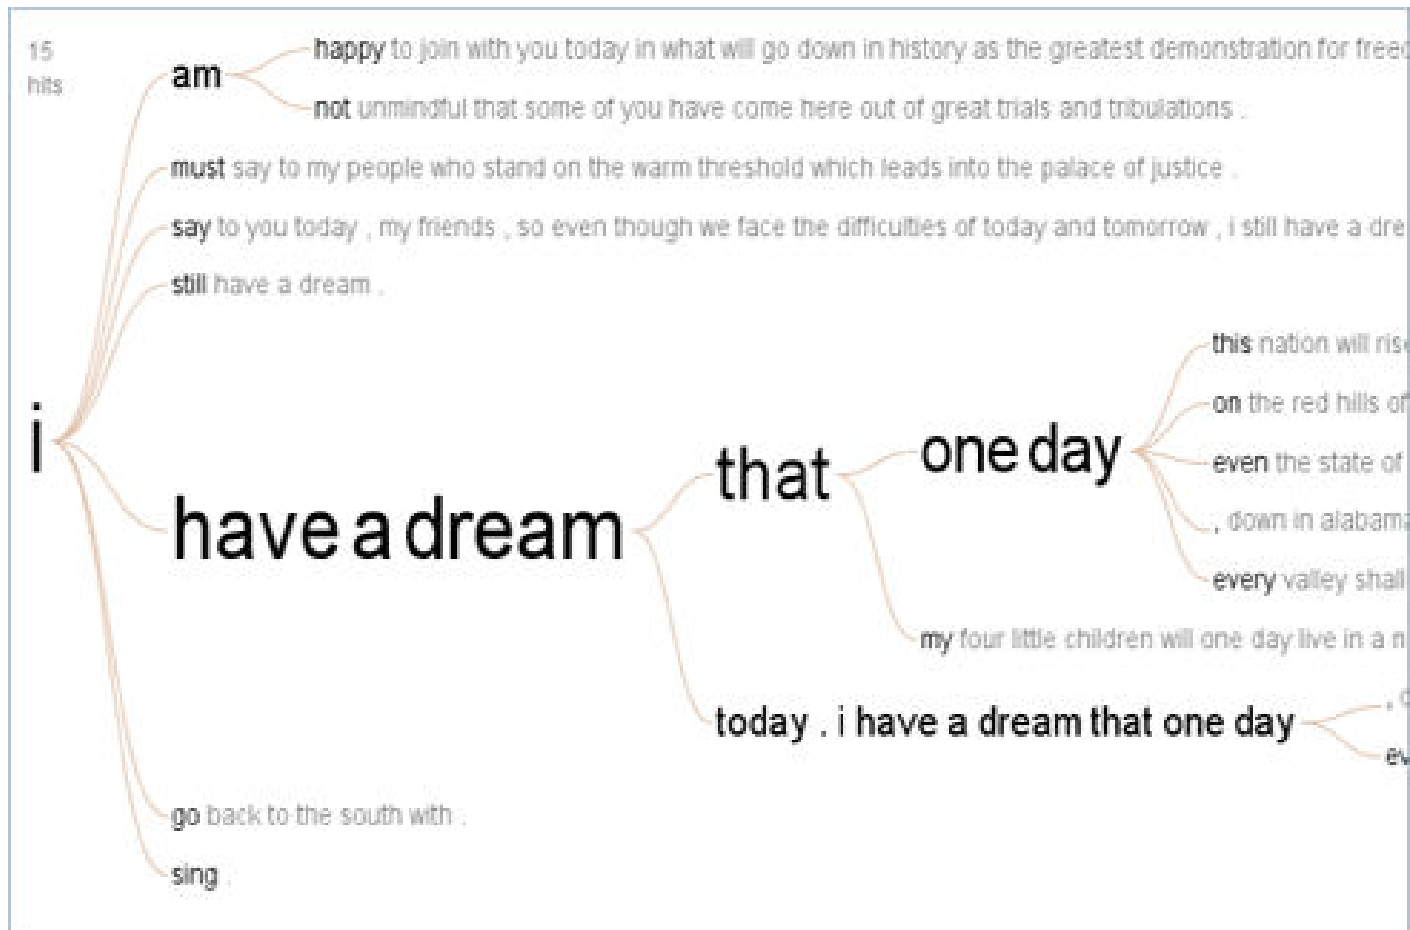 15
hits
am
happy to join with you today in what will go down in history as the greatest demonstration for
not unmindful that some of you have come here out of great trials and tribulations .
must say to my people who stand on the warm threshold which leads into the palace of justice .
say to you today , my friends , so even though we face the difficulties of today and tomorrow , i still have a
still have a dream .
i
have a dream
that
one day
this nation will
on the red hills of
even the state of
, down in
every valley shall
my four little children will one day live in a
today . i have a dream that one day
,
go back to the south with .
sing .